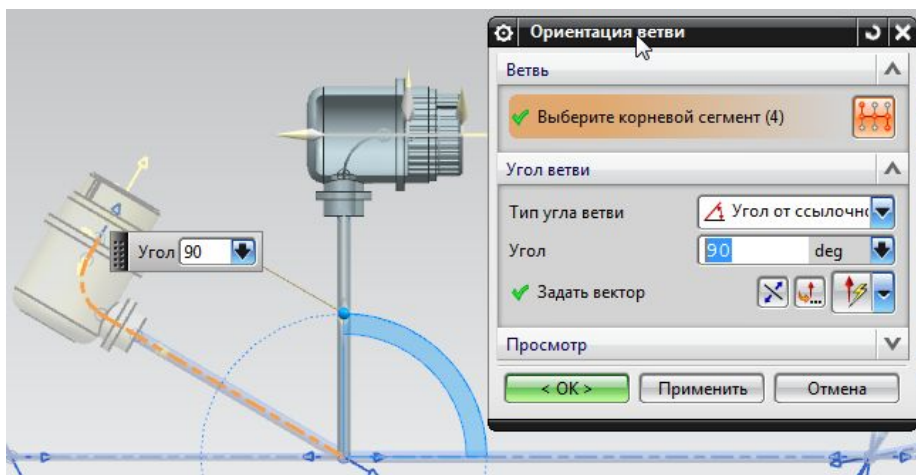 Ориентация ветви
Ветвь
Выберите корневой сегмент (4)
Угол ветви
Тип угла ветви
Угол от ссылочнс
Угол 90 deg
Задать вектор
Просмотр
< OK > Применить Отмена
Угол 90